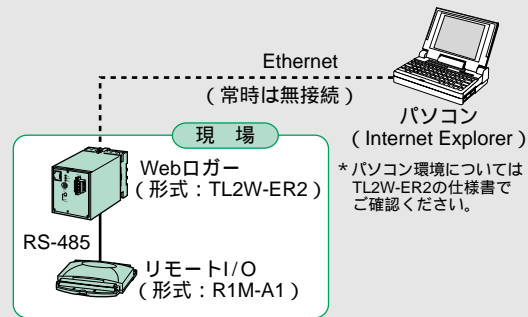 Ethernet
（常時は無接続）
パソコン
（Internet Explorer）
＊パソコン環境については
TL2W-ER2の仕様書で
ご確認ください。
現 場
Webロガー
（形式：TL2W-ER2）
RS-485
リモートI/O
（形式：R1M-A1）